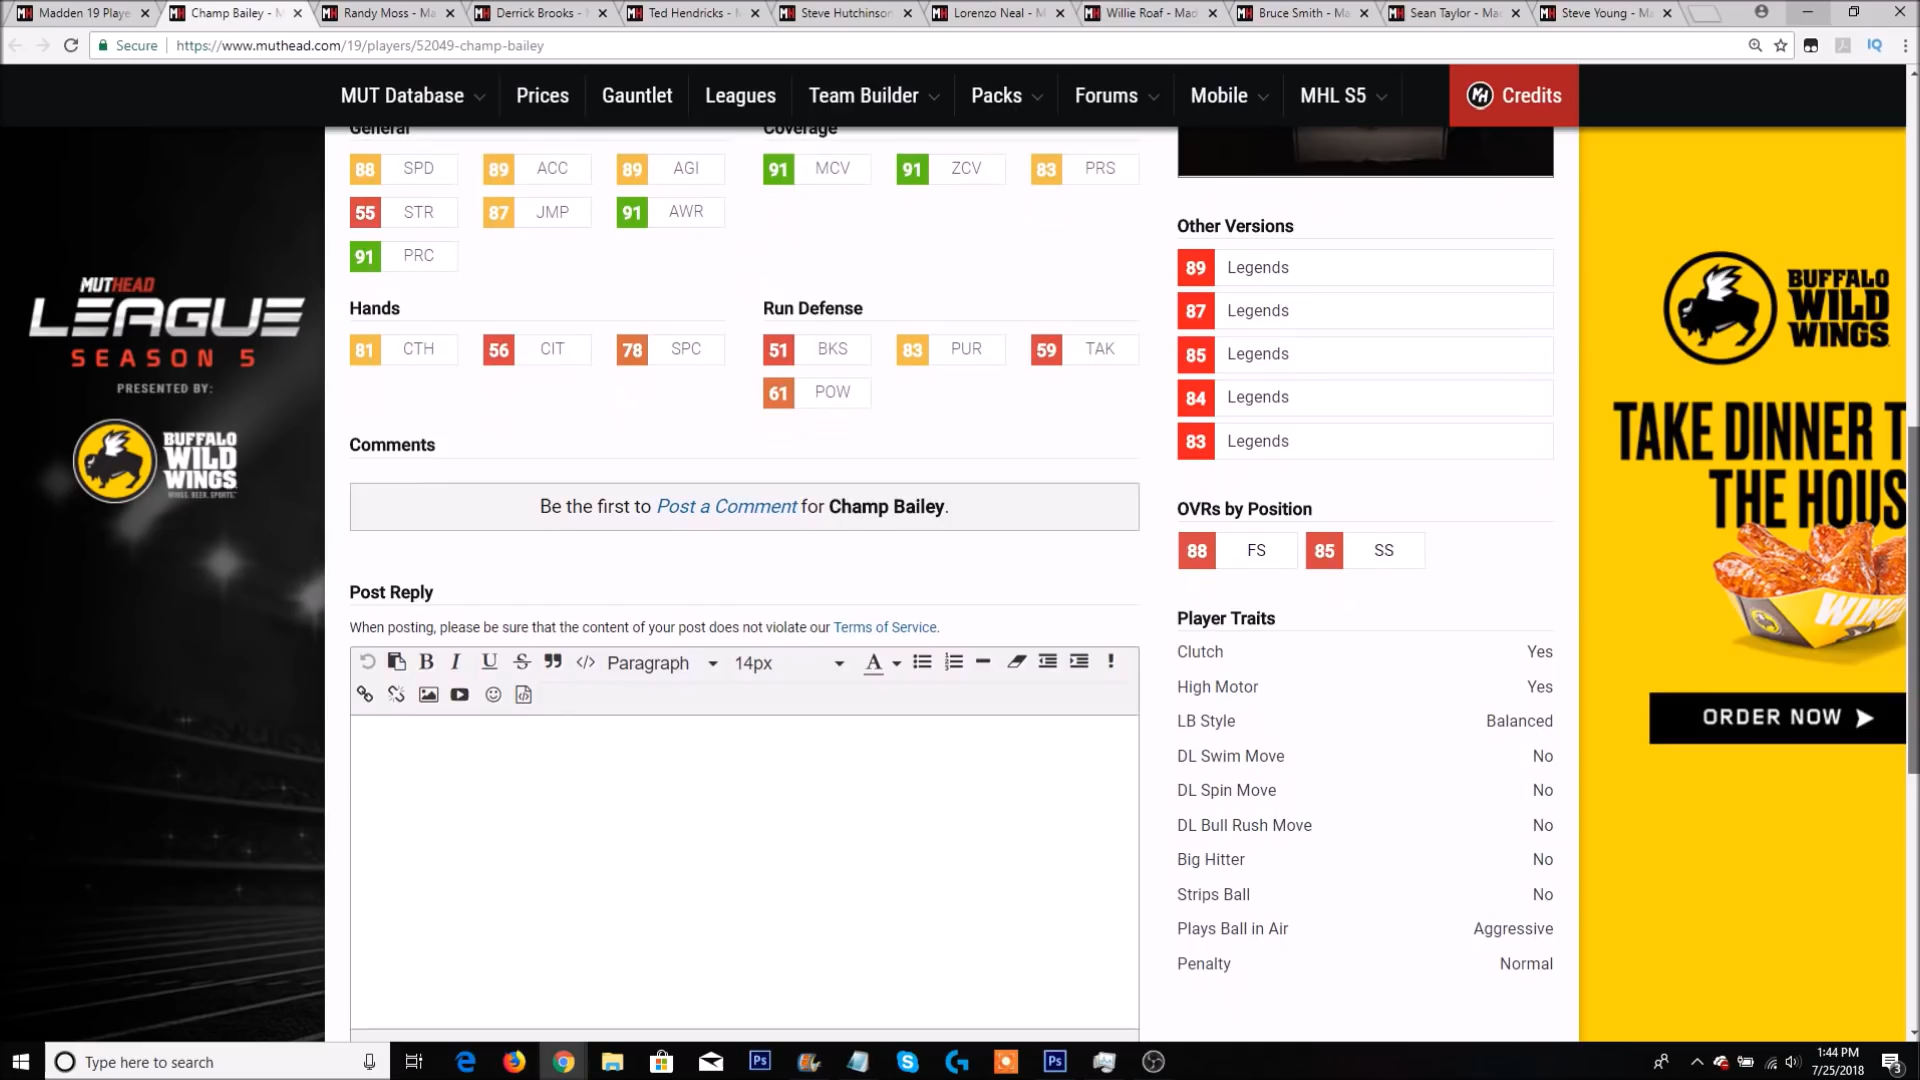 Madden 19 Playe
Champ Bailey - M
Randy Moss - Ma
Derrick Brooks -
Ted Hendricks - M
Steve Hutchinson
Lorenzo Neal - M
Willie Roaf - Mad
Bruce Smith - Ma
Sean Taylor - Ma
Steve Young - Ma
Secure https://www.muthead.com/19/players/52049-champ-bailey
MUT Database Prices Gauntlet Leagues Team Builder Packs Forums Mobile MHL S5 Credits
General
88 SPD 89 ACC 89 AGI
55 STR 87 JMP 91 AWR
91 PRC
Coverage
91 MCV 91 ZCV 83 PRS
Hands
81 CTH 56 CIT 78 SPC
Run Defense
51 BKS 83 PUR 59 TAK
61 POW
Comments
Be the first to Post a Comment for Champ Bailey.
Post Reply
When posting, please be sure that the content of your post does not violate our Terms of Service.
B I U S Paragraph 14px A
Other Versions
89 Legends
87 Legends
85 Legends
84 Legends
83 Legends
OVRs by Position
88 FS 85 SS
Player Traits
Clutch Yes
High Motor Yes
LB Style Balanced
DL Swim Move No
DL Spin Move No
DL Bull Rush Move No
Big Hitter No
Strips Ball No
Plays Ball in Air Aggressive
Penalty Normal
MUTHEAD
LEAGUE
SEASON 5
PRESENTED BY:
BUFFALO
WILD
WINGS
WINGS. BEER. SPORTS.
BUFFALO
WILD
WINGS
TAKE DINNER T
THE HOUS
WINGS
ORDER NOW
Type here to search
1:44 PM
7/25/2018
3